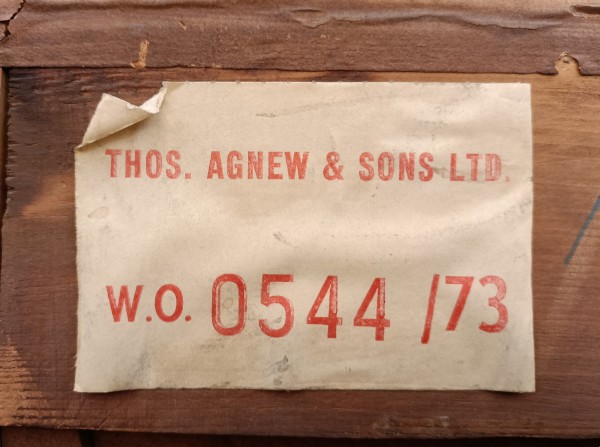 THOS. AGNEW & SONS LTD.
W.O. 0544 /73